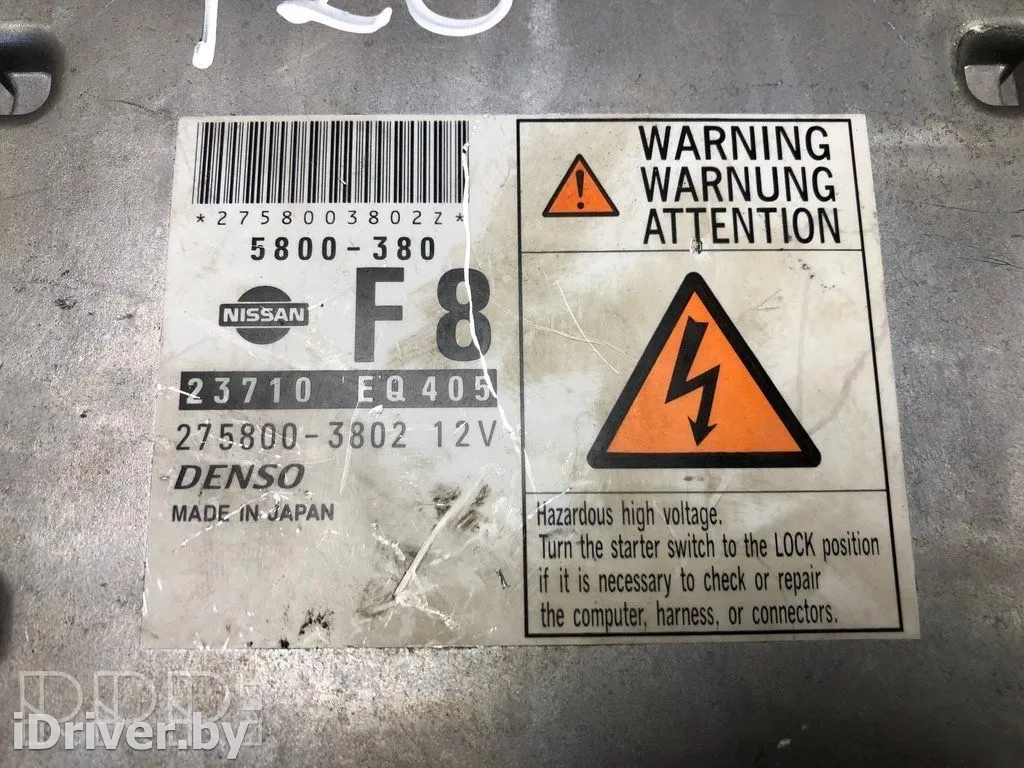 *2758003802Z*
5800-380
NISSAN
F8
23710 EQ405
275800-3802 12V
DENSO
MADE IN JAPAN
WARNING
WARNUNG
ATTENTION
Hazardous high voltage.
Turn the starter switch to the LOCK position
if it is necessary to check or repair
the computer, harness, or connectors.
iDriver.by